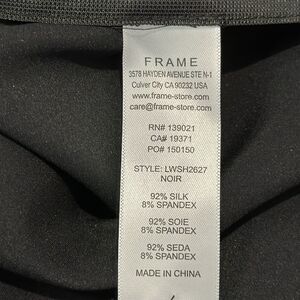 FRAME
3578 HAYDEN AVENUE STE N-1
Culver City CA 90232 USA
www.frame-store.com
care@frame-store.com
RN# 139021
CA# 19371
PO# 150150
STYLE: LWSH2627
NOIR
92% SILK
8% SPANDEX
92% SOIE
8% SPANDEX
92% SEDA
8% SPANDEX
MADE IN CHINA